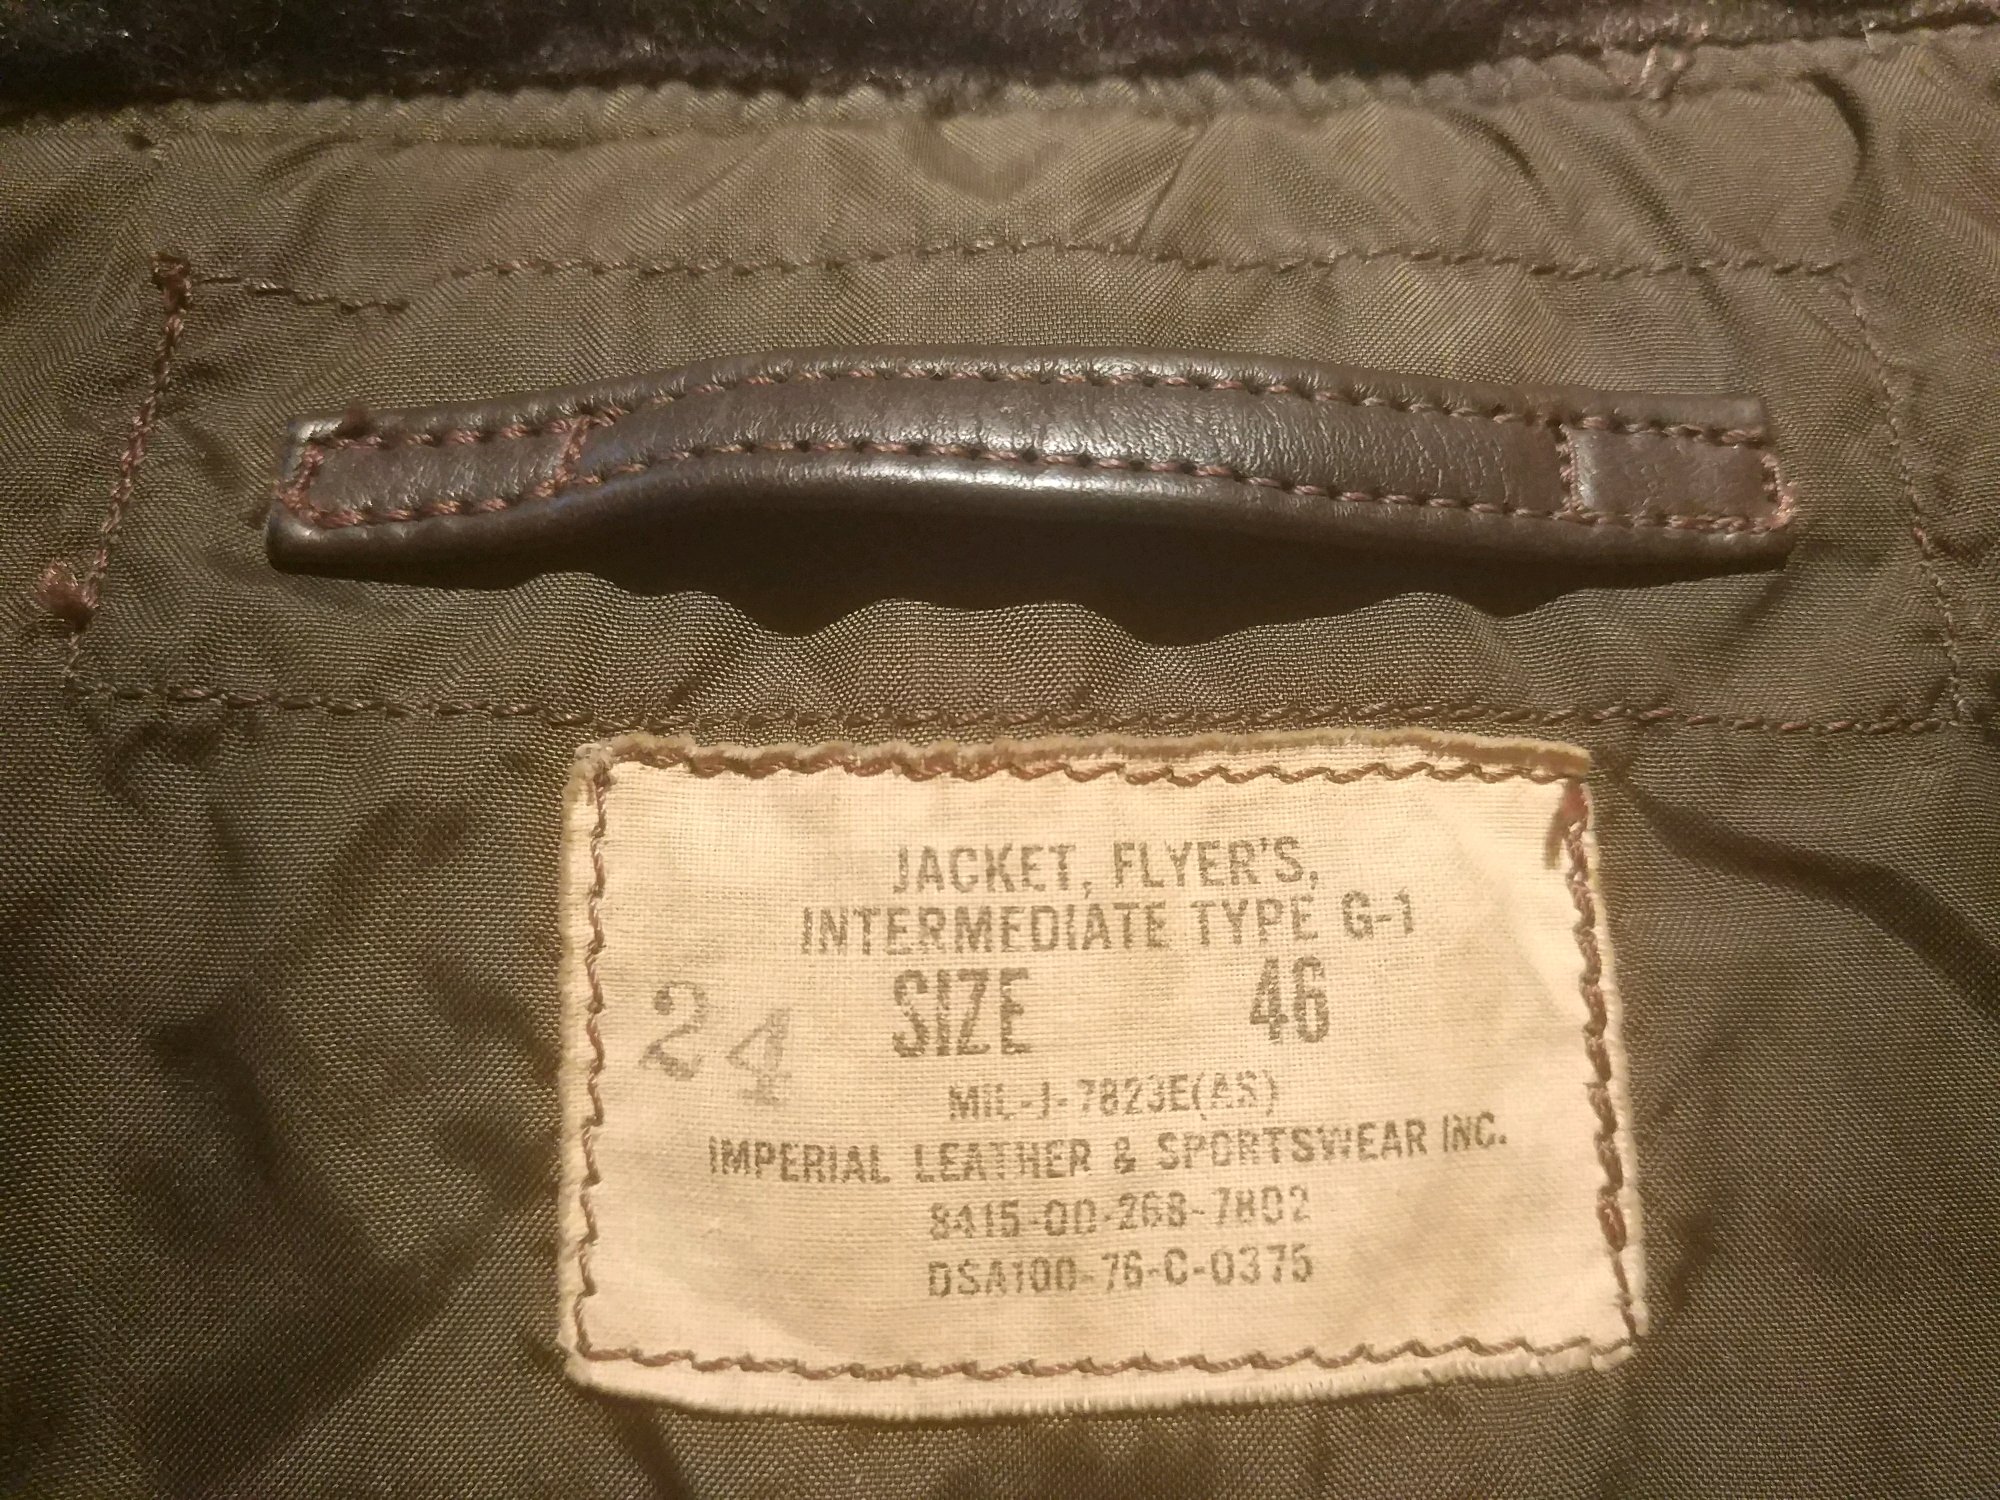 JACKET, FLYER'S,
INTERMEDIATE TYPE G-1
SIZE 46
24
MIL-J-7823E(AS)
IMPERIAL LEATHER & SPORTSWEAR INC.
8415-00-268-7802
DSA100-76-C-0375